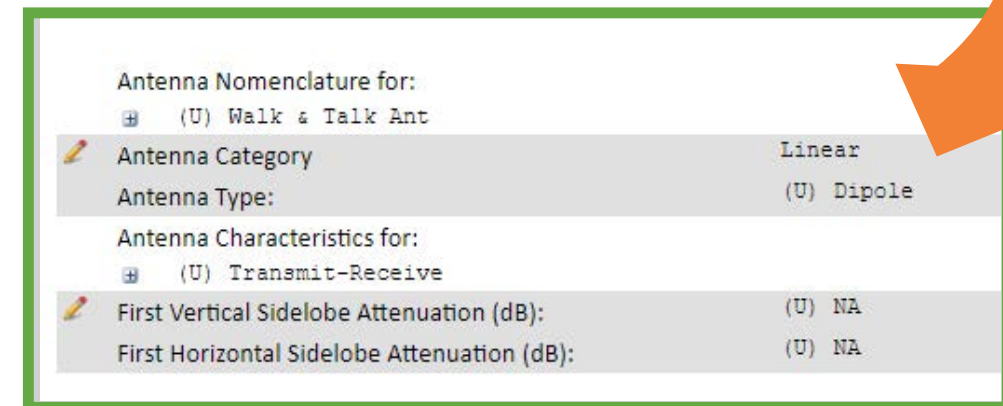 Antenna Nomenclature for:
(U) Walk & Talk Ant
Antenna Category Linear
Antenna Type: (U) Dipole
Antenna Characteristics for:
(U) Transmit-Receive
First Vertical Sidelobe Attenuation (dB): (U) NA
First Horizontal Sidelobe Attenuation (dB): (U) NA